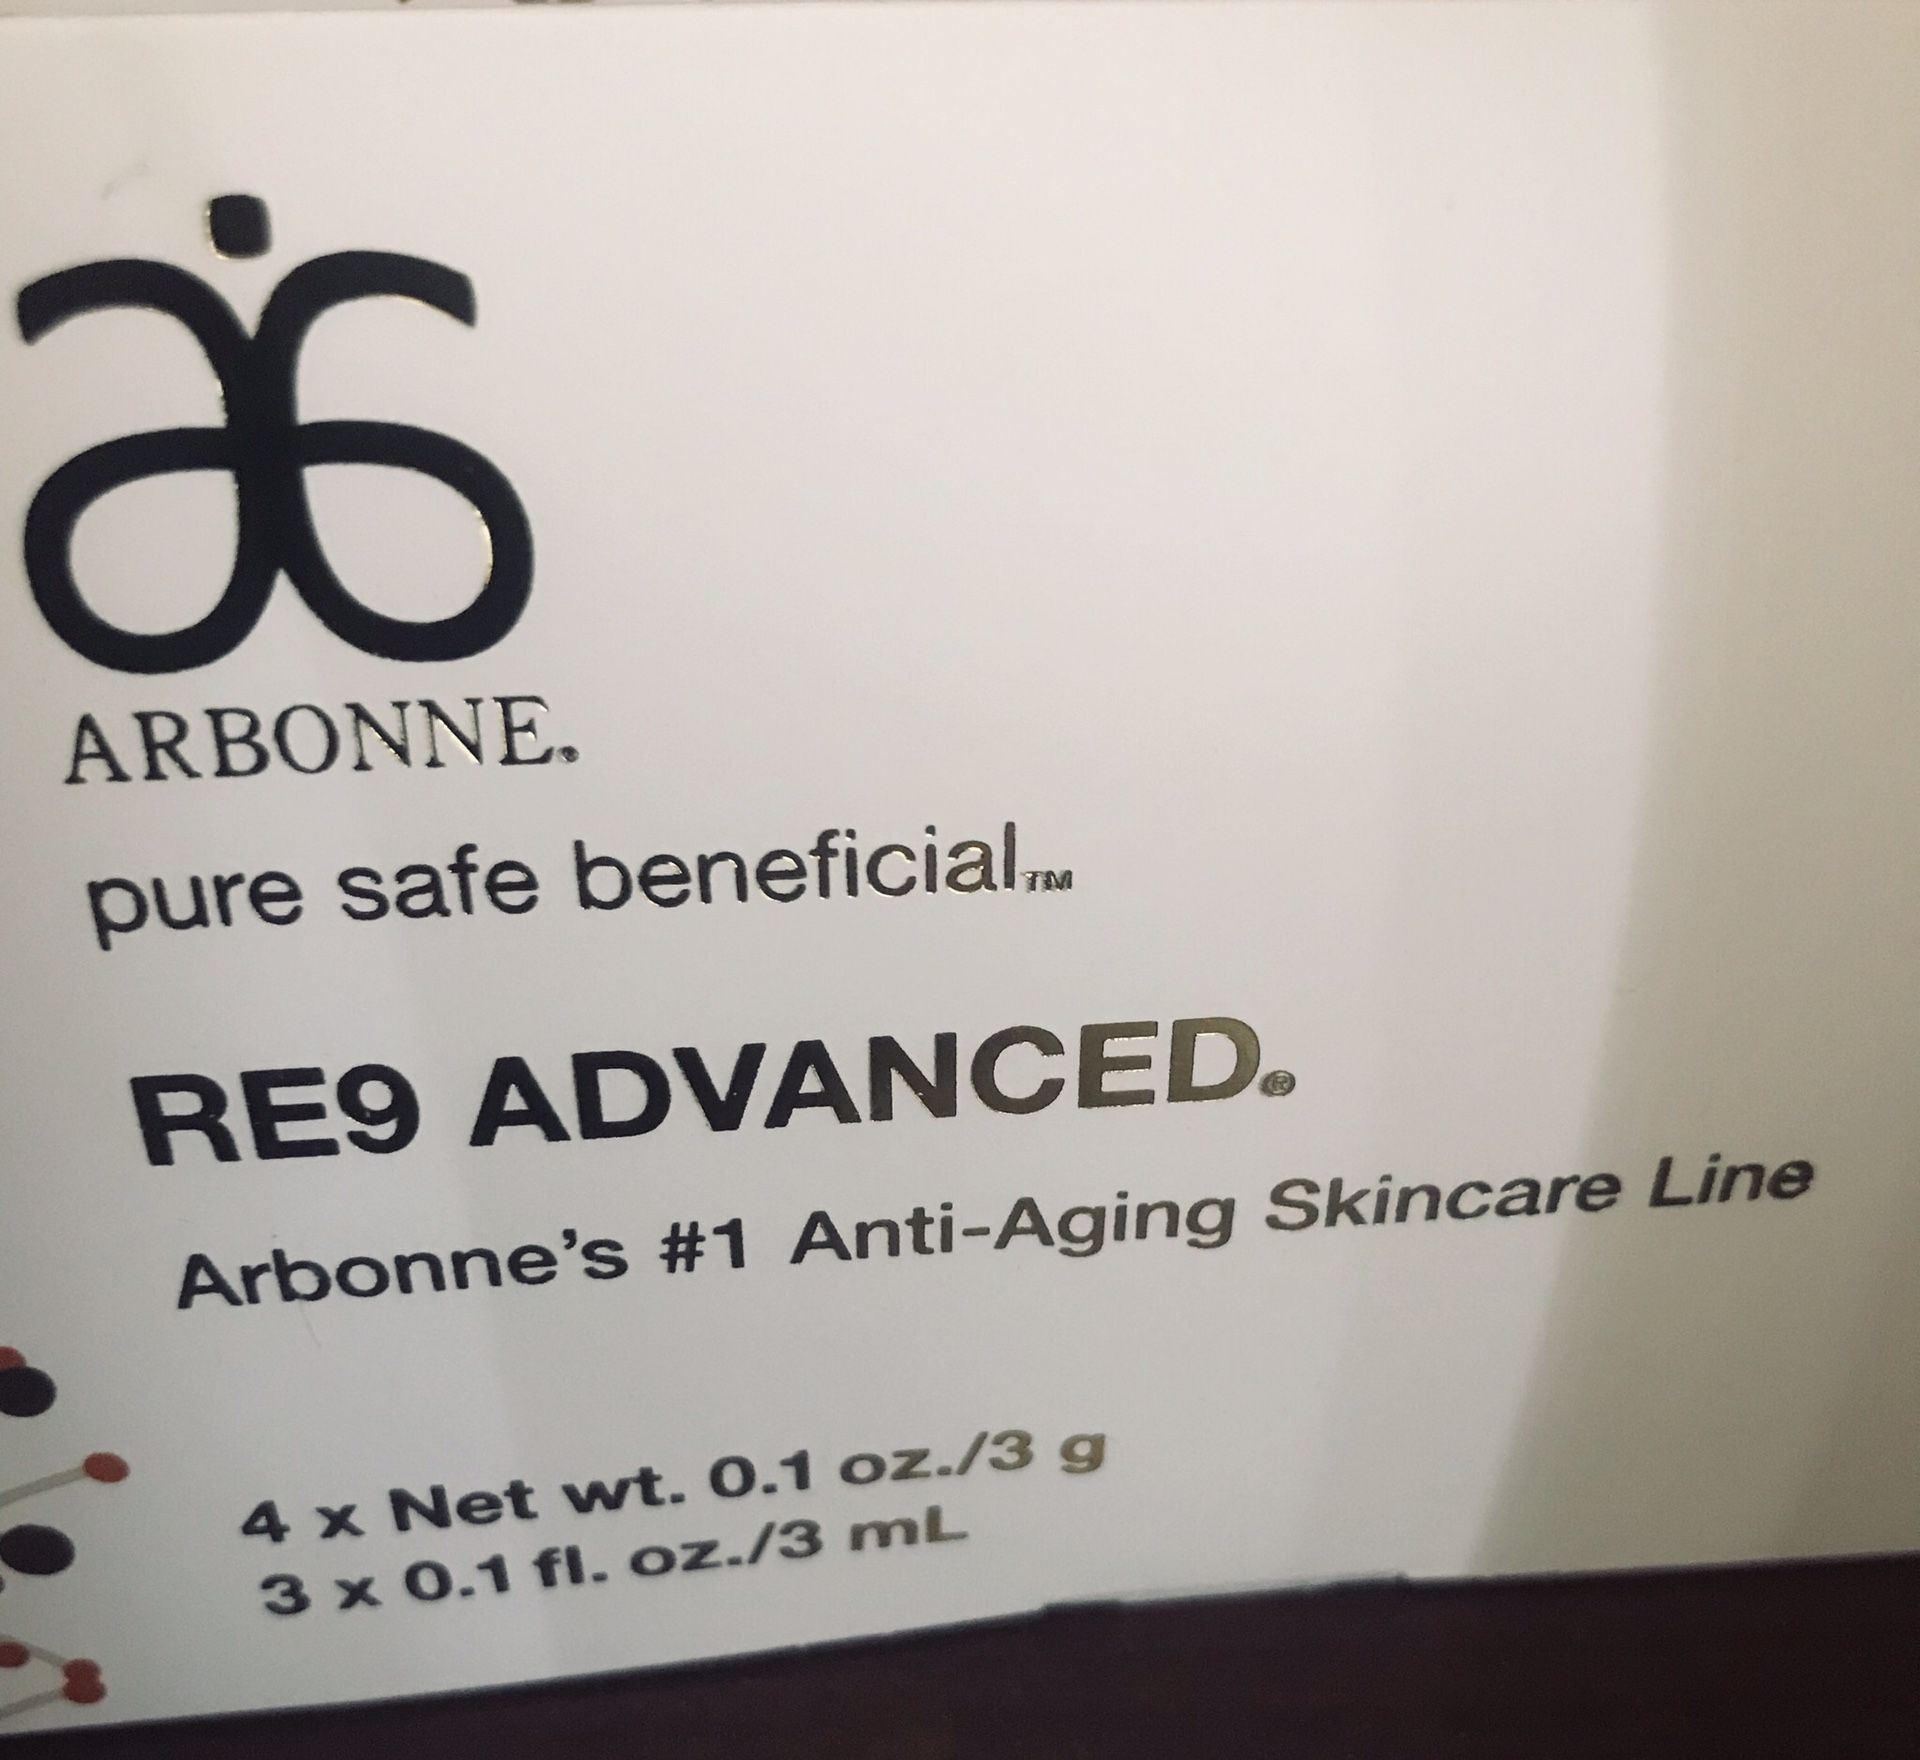 ARBONNE®
pure safe beneficial™
RE9 ADVANCED®
Arbonne's #1 Anti-Aging Skincare Line
4 x Net wt. 0.1 oz./3 g
3 x 0.1 fl. oz./3 mL